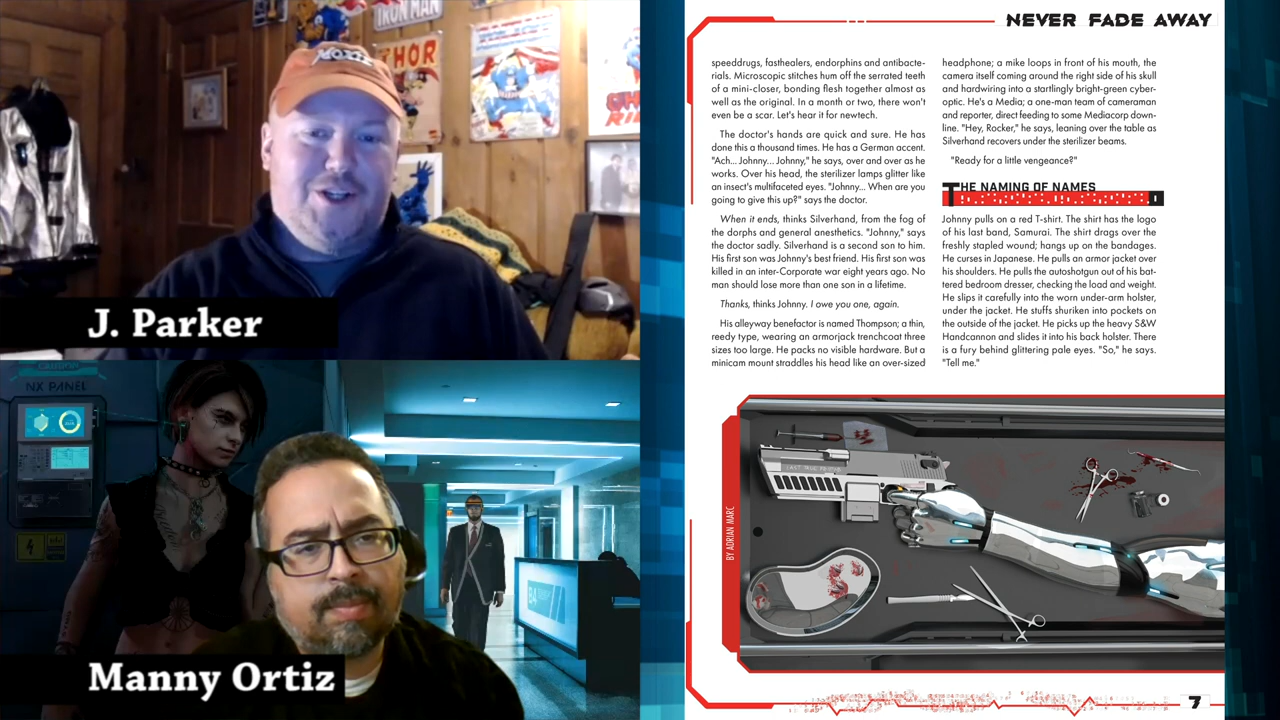 IRON MAN
THOR
J. Parker
NX PANEL
B4
Manny Ortiz
NEVER FADE AWAY
speeddrugs, fasthealers, endorphins and antibacte-
rials. Microscopic stitches hum off the serrated teeth
of a mini-closer, bonding flesh together almost as
well as the original. In a month or two, there won't
even be a scar. Let's hear it for newtech.
The doctor's hands are quick and sure. He has
done this a thousand times. He has a German accent.
"Ach... Johnny... Johnny," he says, over and over as he
works. Over his head, the sterilizer lamps glitter like
an insect's multifaceted eyes. "Johnny... When are you
going to give this up?" says the doctor.
When it ends, thinks Silverhand, from the fog of
the dorphs and general anesthetics. "Johnny," says
the doctor sadly. Silverhand is a second son to him.
His first son was Johnny's best friend. His first son was
killed in an inter-Corporate war eight years ago. No
man should lose more than one son in a lifetime.
Thanks, thinks Johnny. I owe you one, again.
His alleyway benefactor is named Thompson; a thin,
reedy type, wearing an armorjack trenchcoat three
sizes too large. He packs no visible hardware. But a
minicam mount straddles his head like an over-sized
headphone; a mike loops in front of his mouth, the
camera itself coming around the right side of his skull
and hardwiring into a startlingly bright-green cyber-
optic. He's a Media; a one-man team of cameraman
and reporter, direct feeding to some Mediacorp down-
line. "Hey, Rocker," he says, leaning over the table as
Silverhand recovers under the sterilizer beams.
"Ready for a little vengeance?"
THE NAMING OF NAMES
Johnny pulls on a red T-shirt. The shirt has the logo
of his last band, Samurai. The shirt drags over the
freshly stapled wound; hangs up on the bandages.
He curses in Japanese. He pulls an armor jacket over
his shoulders. He pulls the autoshotgun out of his bat-
tered bedroom dresser, checking the load and weight.
He slips it carefully into the worn under-arm holster,
under the jacket. He stuffs shuriken into pockets on
the outside of the jacket. He picks up the heavy S&W
Handcannon and slides it into his back holster. There
is a fury behind glittering pale eyes. "So," he says.
"Tell me."
BY ADRIAN MARC
7